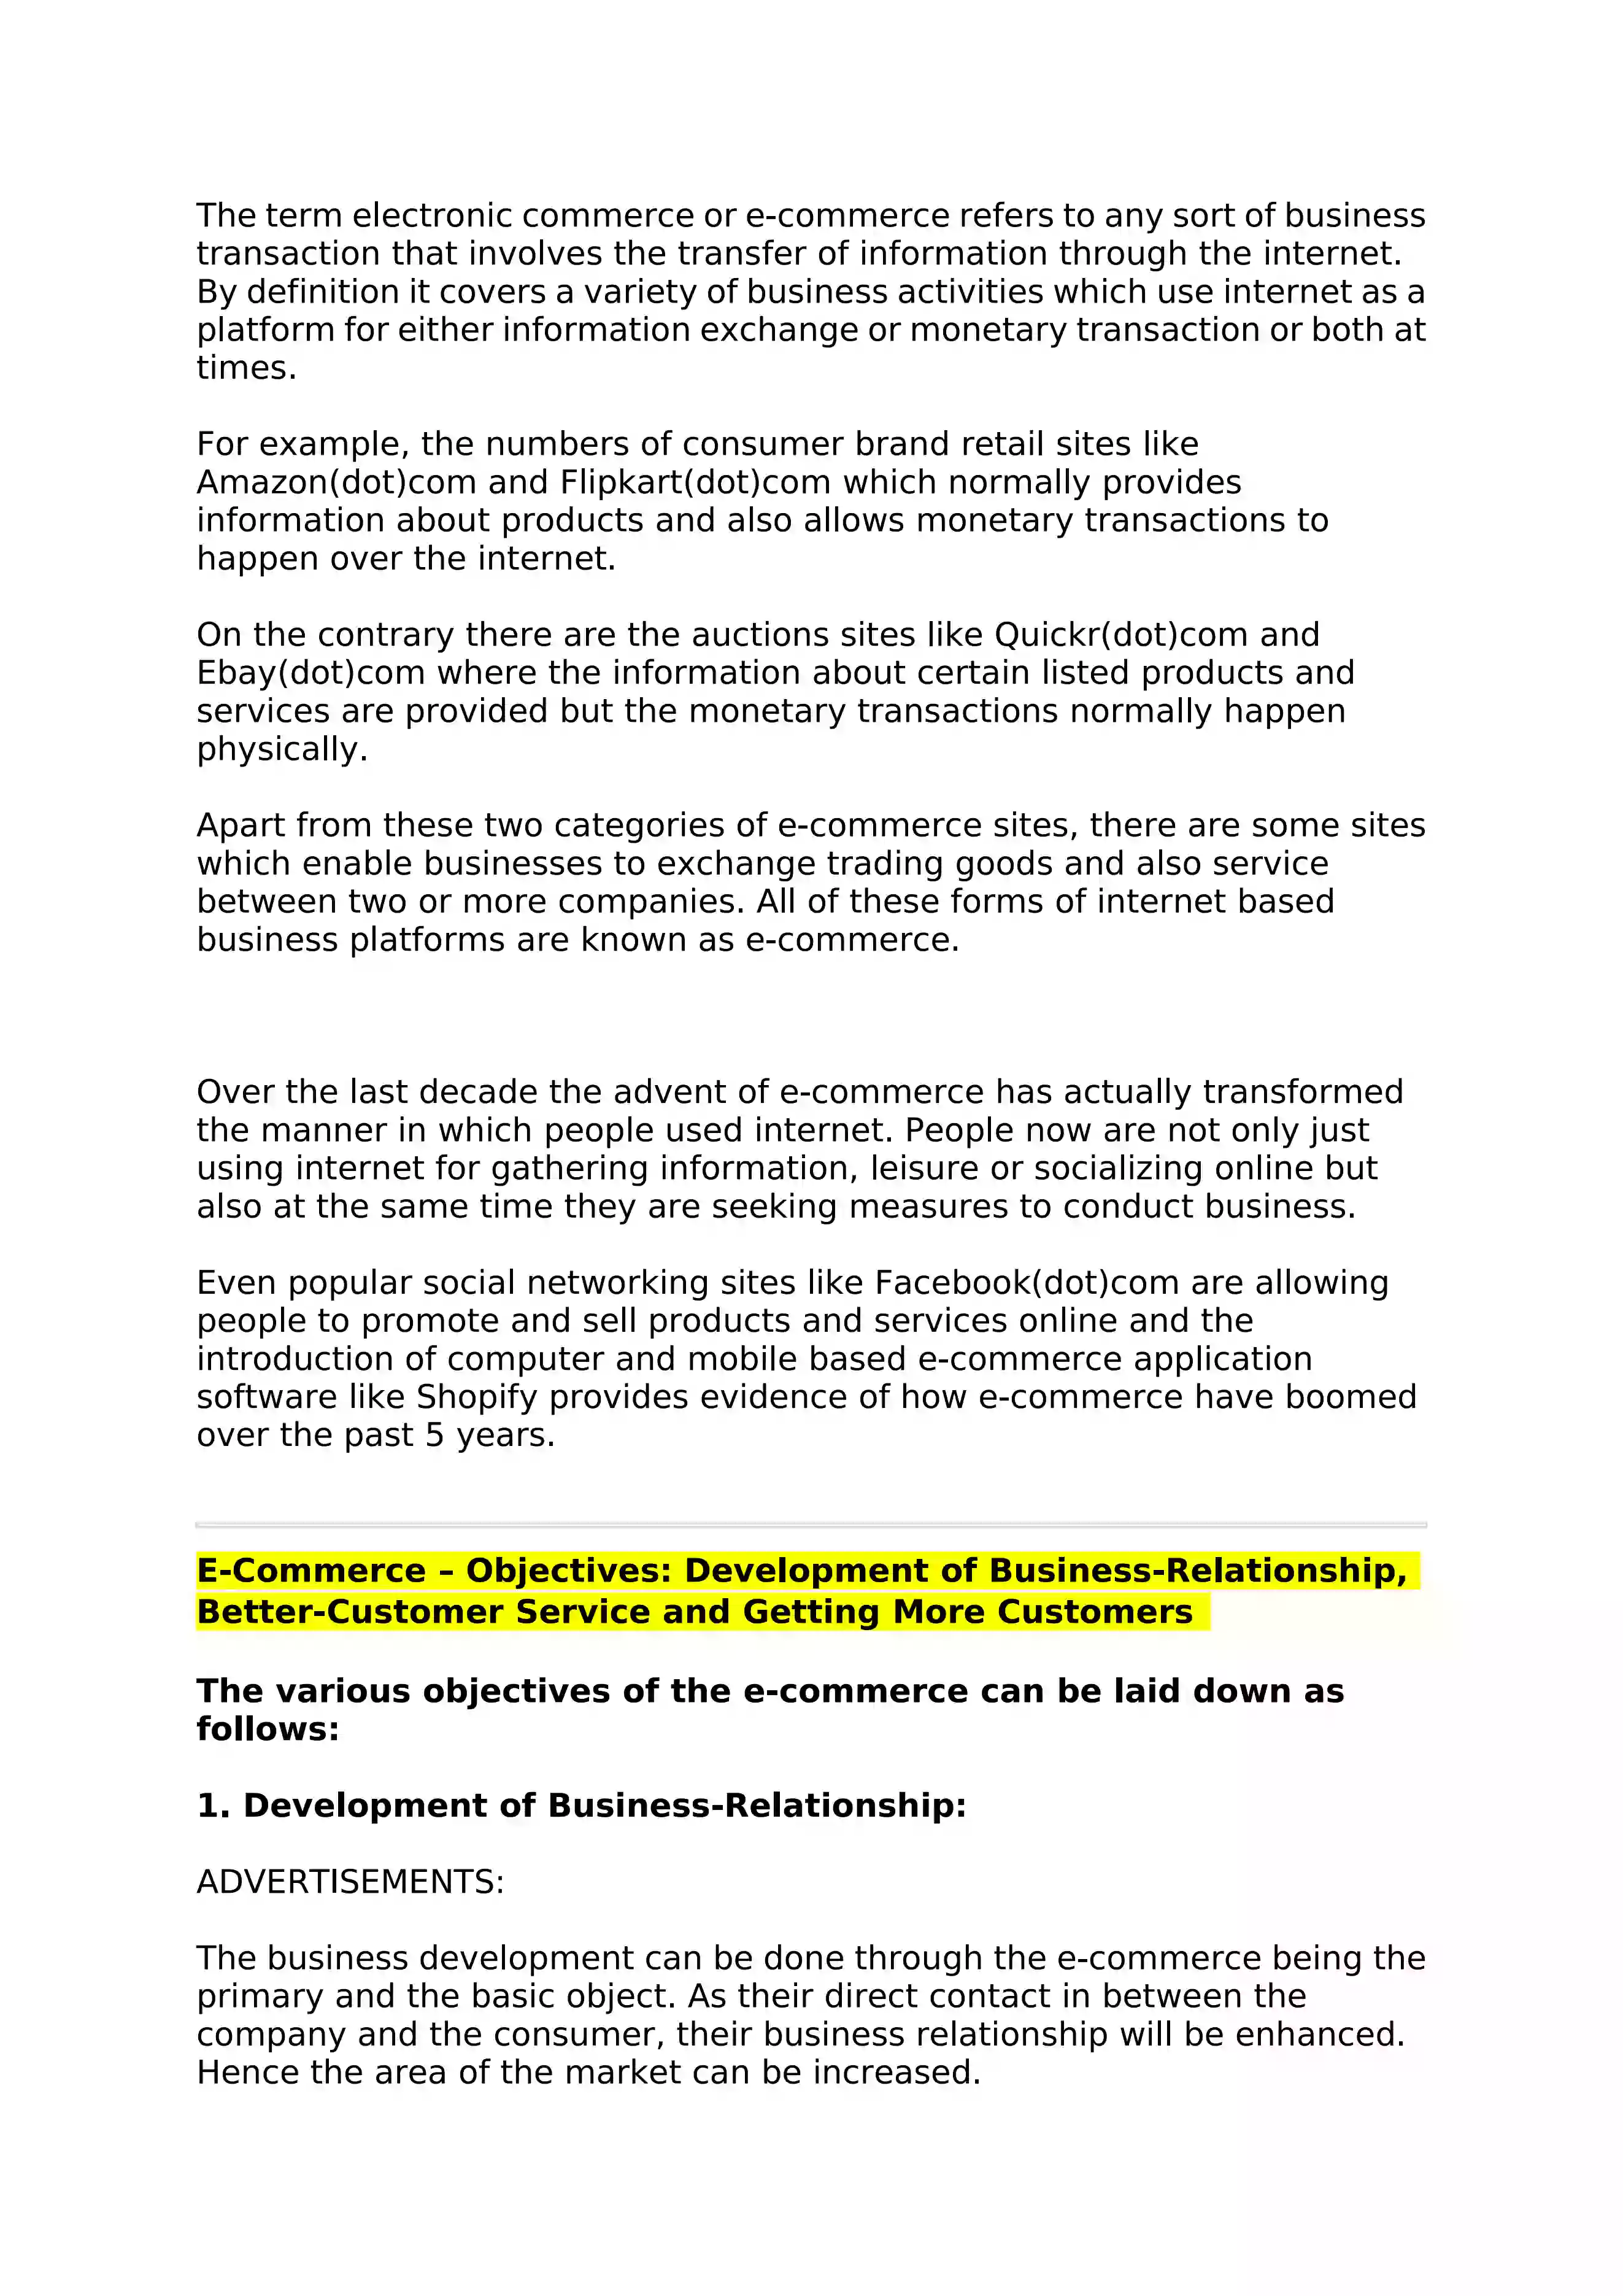 The term electronic commerce or e-commerce refers to any sort of business
transaction that involves the transfer of information through the internet.
By definition it covers a variety of business activities which use internet as a
platform for either information exchange or monetary transaction or both at
times.
For example, the numbers of consumer brand retail sites like
Amazon(dot)com and Flipkart(dot)com which normally provides
information about products and also allows monetary transactions to
happen over the internet.
On the contrary there are the auctions sites like Quickr(dot)com and
Ebay(dot)com where the information about certain listed products and
services are provided but the monetary transactions normally happen
physically.
Apart from these two categories of e-commerce sites, there are some sites
which enable businesses to exchange trading goods and also service
between two or more companies. All of these forms of internet based
business platforms are known as e-commerce.
Over the last decade the advent of e-commerce has actually transformed
the manner in which people used internet. People now are not only just
using internet for gathering information, leisure or socializing online but
also at the same time they are seeking measures to conduct business.
Even popular social networking sites like Facebook(dot)com are allowing
people to promote and sell products and services online and the
introduction of computer and mobile based e-commerce application
software like Shopify provides evidence of how e-commerce have boomed
over the past 5 years.
E-Commerce – Objectives: Development of Business-Relationship,
Better-Customer Service and Getting More Customers
The various objectives of the e-commerce can be laid down as
follows:
1. Development of Business-Relationship:
ADVERTISEMENTS:
The business development can be done through the e-commerce being the
primary and the basic object. As their direct contact in between the
company and the consumer, their business relationship will be enhanced.
Hence the area of the market can be increased.